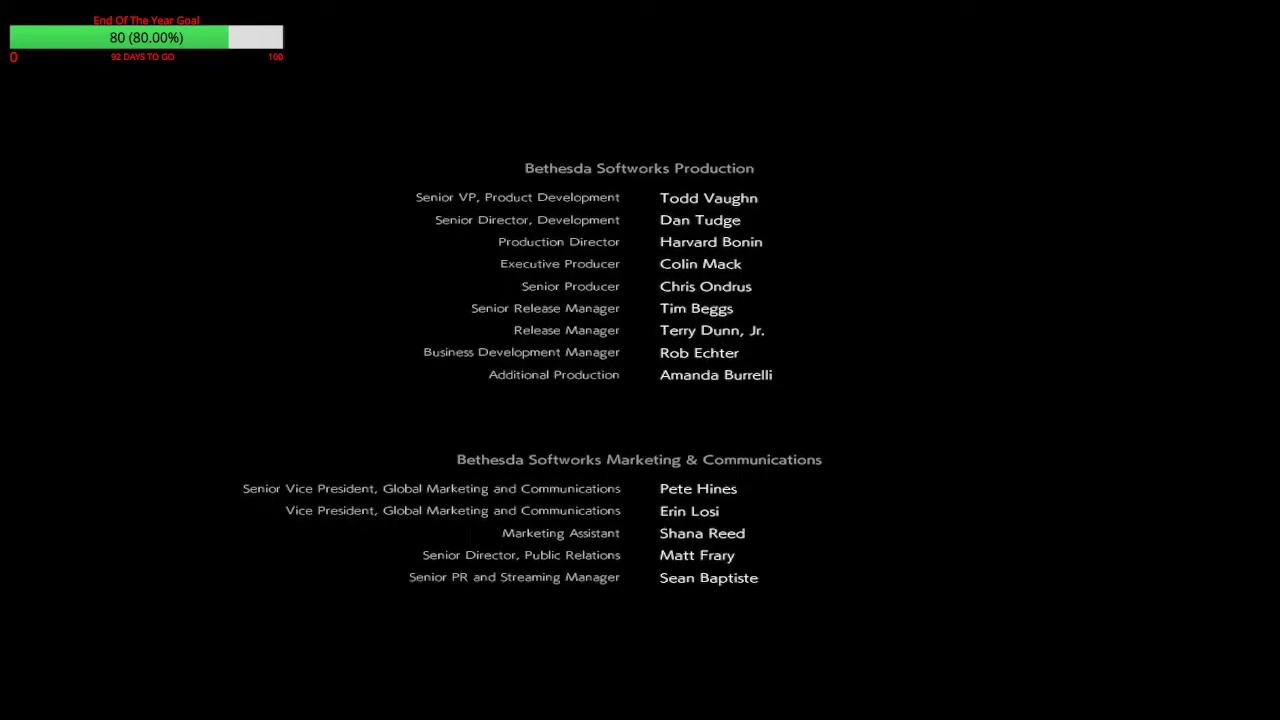 End Of The Year Goal
80 (80.00%)
0 92 DAYS TO GO 100
Bethesda Softworks Production
Senior VP, Product Development Todd Vaughn
Senior Director, Development Dan Tudge
Production Director Harvard Bonin
Executive Producer Colin Mack
Senior Producer Chris Ondrus
Senior Release Manager Tim Beggs
Release Manager Terry Dunn, Jr.
Business Development Manager Rob Echter
Additional Production Amanda Burrelli
Bethesda Softworks Marketing & Communications
Senior Vice President, Global Marketing and Communications Pete Hines
Vice President, Global Marketing and Communications Erin Losi
Marketing Assistant Shana Reed
Senior Director, Public Relations Matt Frary
Senior PR and Streaming Manager Sean Baptiste